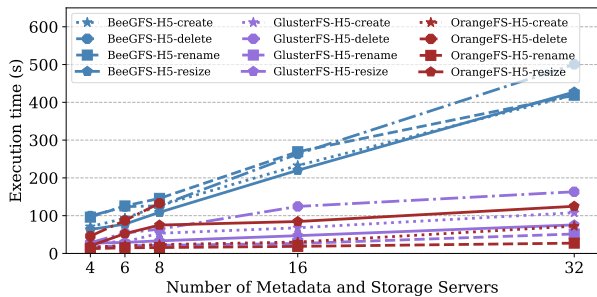 600
500
400
300
200
100
0
Execution time (s)
BeeGFS-H5-create
BeeGFS-H5-delete
BeeGFS-H5-rename
BeeGFS-H5-resize
GlusterFS-H5-create
GlusterFS-H5-delete
GlusterFS-H5-rename
GlusterFS-H5-resize
OrangeFS-H5-create
OrangeFS-H5-delete
OrangeFS-H5-rename
OrangeFS-H5-resize
4 6 8 16 32
Number of Metadata and Storage Servers